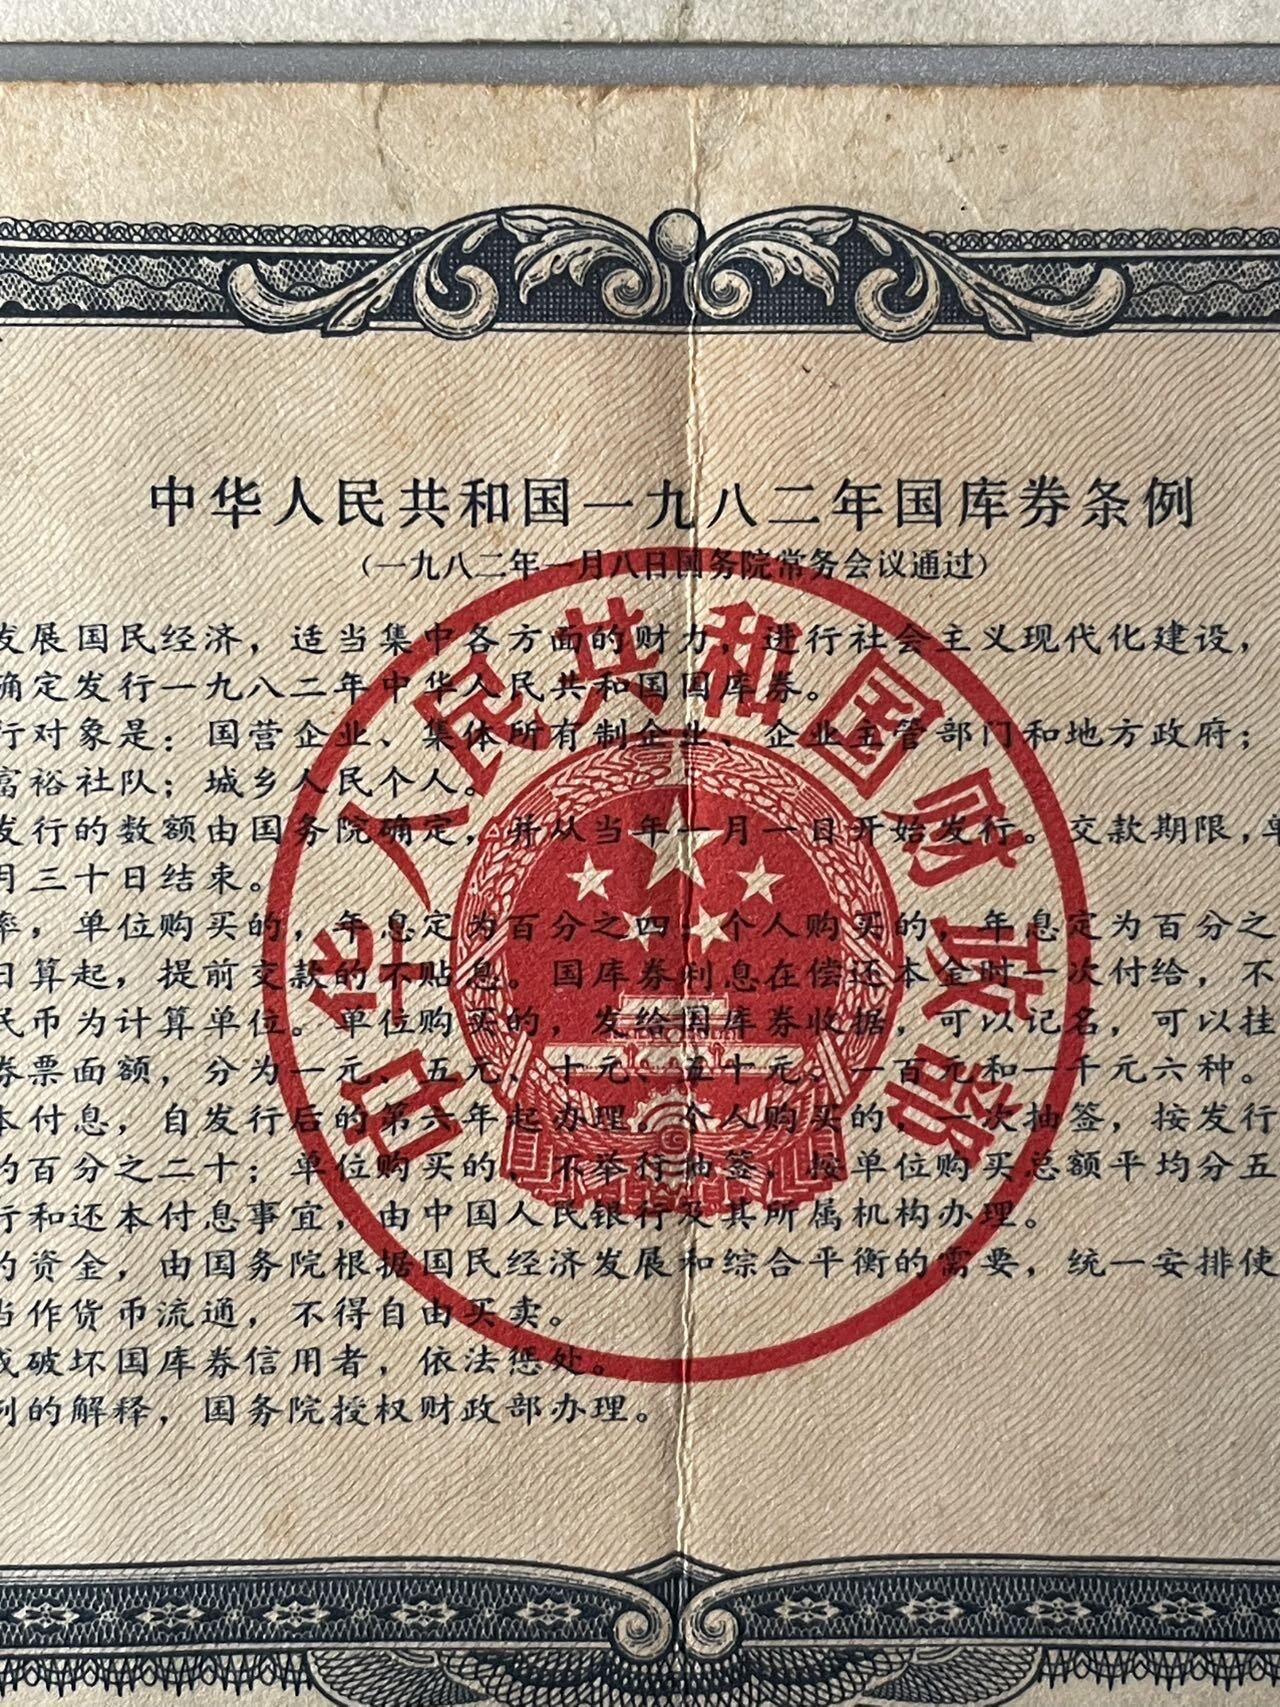 中华人民共和国一九八二年国库券条例
（一九八二年一月八日国务院常务会议通过）
发展国民经济，适当集中各方面的财力，进行社会主义现代化建设，
确定发行一九八二年中华人民共和国国库券。
行对象是：国营企业、集体所有制企业、企业主管部门和地方政府；
富裕社队；城乡人民个人。
发行的数额由国务院确定，并从当年一月一日开始发行。交款期限，单
月三十日结束。
率，单位购买的，年息定为百分之四；个人购买的，年息定为百分之
日算起，提前交款的不贴息。国库券利息在偿还本金时一次付给，不
民币为计算单位。单位购买的，发给国库券收据，可以记名，可以挂
券票面额，分为一元、五元、十元、五十元、一百元和一千元六种。
本付息，自发行后的第六年起办理。个人购买的，一次抽签，按发行
的百分之二十；单位购买的，不举行抽签，按单位购买总额平均分五
行和还本付息事宜，由中国人民银行及其所属机构办理。
的资金，由国务院根据国民经济发展和综合平衡的需要，统一安排使
当作货币流通，不得自由买卖。
或破坏国库券信用者，依法惩处。
例的解释，国务院授权财政部办理。
中华人民共和国财政部